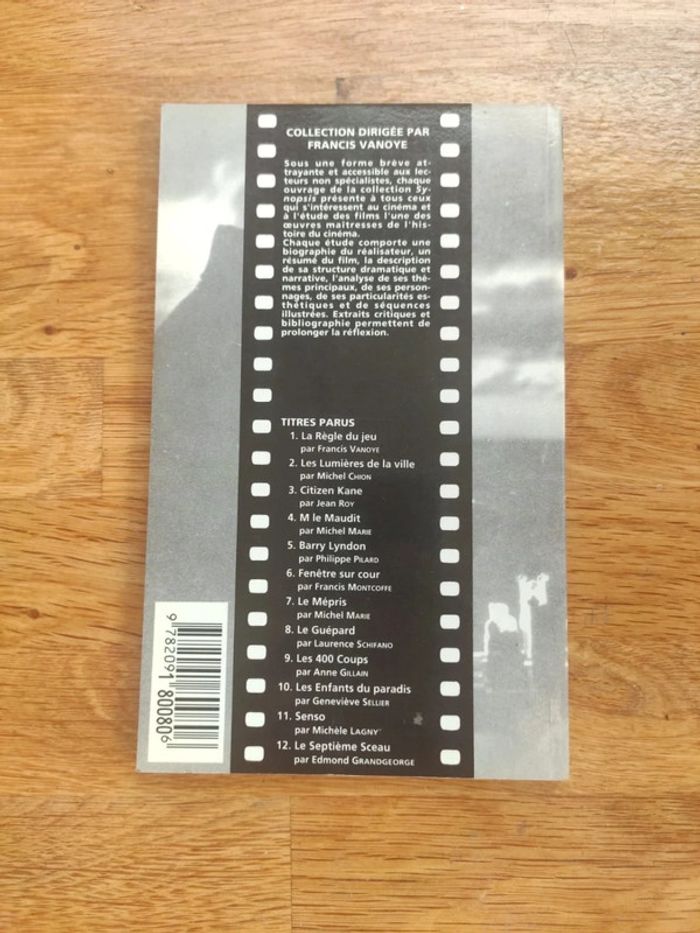 COLLECTION DIRIGÉE PAR
FRANCIS VANOYE
Sous une forme brève at-
trayante et accessible aux lec-
teurs non spécialistes, chaque
ouvrage de la collection Sy-
nopsis présente à tous ceux
qui s'intéressent au cinéma et
à l'étude des films l'une des
œuvres maîtresses de l'his-
toire du cinéma.
Chaque étude comporte une
biographie du réalisateur, un
résumé du film, la description
de sa structure dramatique et
narrative, l'analyse de ses thè-
mes principaux, de ses person-
nages, de ses particularités es-
thétiques et de séquences
illustrées. Extraits critiques et
bibliographie permettent de
prolonger la réflexion.
TITRES PARUS
1. La Règle du jeu
par Francis VANOYE
2. Les Lumières de la ville
par Michel CHION
3. Citizen Kane
par Jean ROY
4. M le Maudit
par Michel MARIE
5. Barry Lyndon
par Philippe PILARD
6. Fenêtre sur cour
par Francis MONTCOFFE
7. Le Mépris
par Michel MARIE
8. Le Guépard
par Laurence SCHIFANO
9. Les 400 Coups
par Anne GILLAIN
10. Les Enfants du paradis
par Geneviève SELLIER
11. Senso
par Michèle LAGNY
12. Le Septième Sceau
par Edmond GRANDGEORGE
9 782091 800806